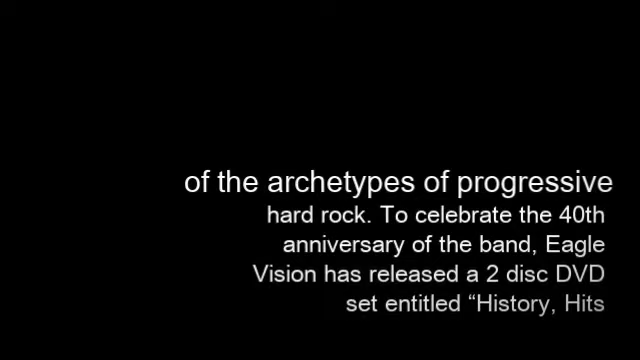 of the archetypes of progressive
hard rock. To celebrate the 40th
anniversary of the band, Eagle
Vision has released a 2 disc DVD
set entitled “History, Hits